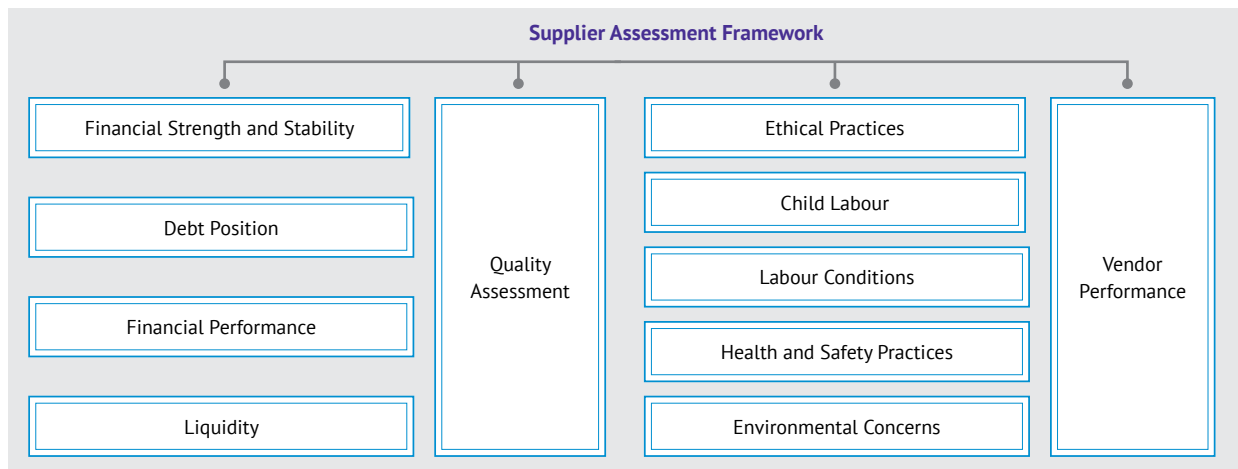 Supplier Assessment Framework
Financial Strength and Stability
Debt Position
Financial Performance
Liquidity
Quality
Assessment
Ethical Practices
Child Labour
Labour Conditions
Health and Safety Practices
Environmental Concerns
Vendor
Performance